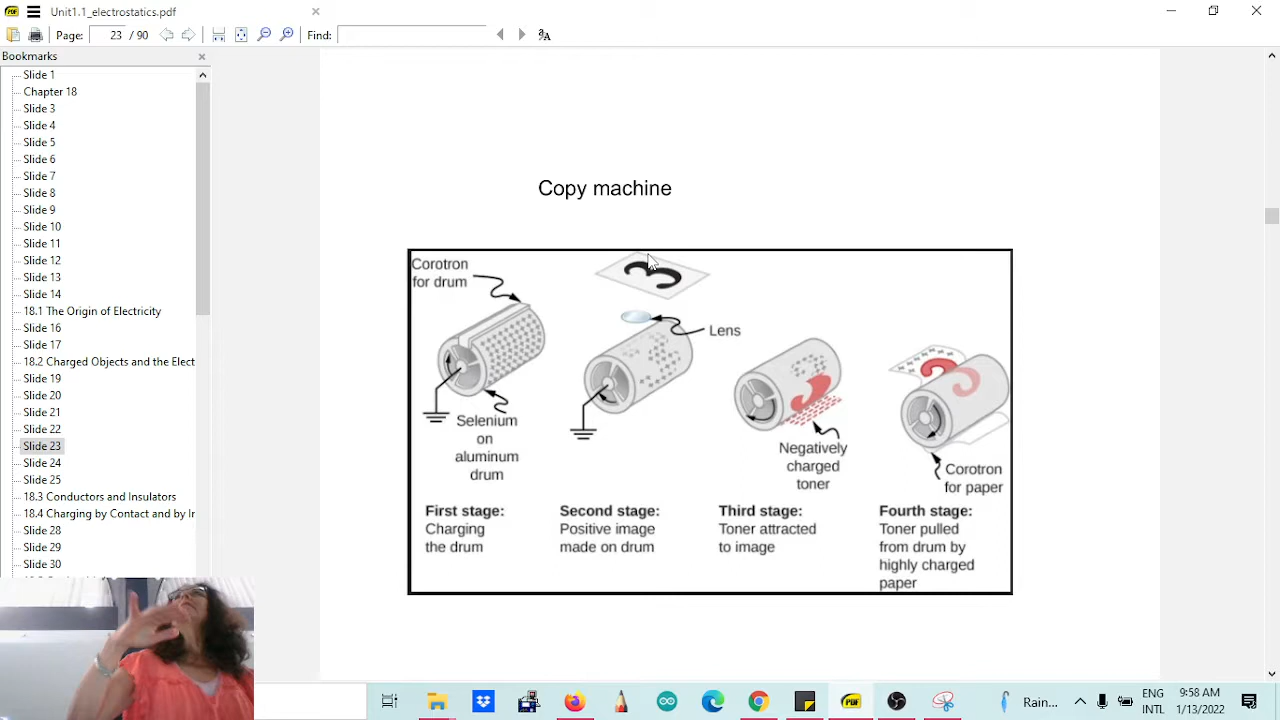 Unit1.1_electrostatics.pdf
Page: 23 / 90 Find:
Bookmarks
Slide 1
Chapter 18
Slide 3
Slide 4
Slide 5
Slide 6
Slide 7
Slide 8
Slide 9
Slide 10
Slide 11
Slide 12
Slide 13
Slide 14
18.1 The Origin of Electricity
Slide 16
Slide 17
18.2 Charged Objects and the Elect
Slide 19
Slide 20
Slide 21
Slide 22
Slide 23
Slide 24
Slide 25
18.3 Conductors and Insulators
18.4 Charging by Contact and by In
Slide 28
Slide 29
Slide 30
Copy machine
Corotron
for drum
3
Lens
Selenium
on
aluminum
drum
Negatively
charged
toner
Corotron
for paper
First stage:
Charging
the drum
Second stage:
Positive image
made on drum
Third stage:
Toner attracted
to image
Fourth stage:
Toner pulled
from drum by
highly charged
paper
PDF
Rain...
ENG
INTL
9:58 AM
1/13/2022